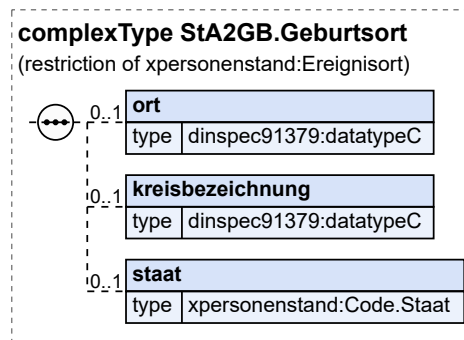 complexType StA2GB.Geburtsort
(restriction of xpersonenstand:Ereignisort)
0..1 ort
type dinspec91379:datatypeC
0..1 kreisbezeichnung
type dinspec91379:datatypeC
0..1 staat
type xpersonenstand:Code.Staat